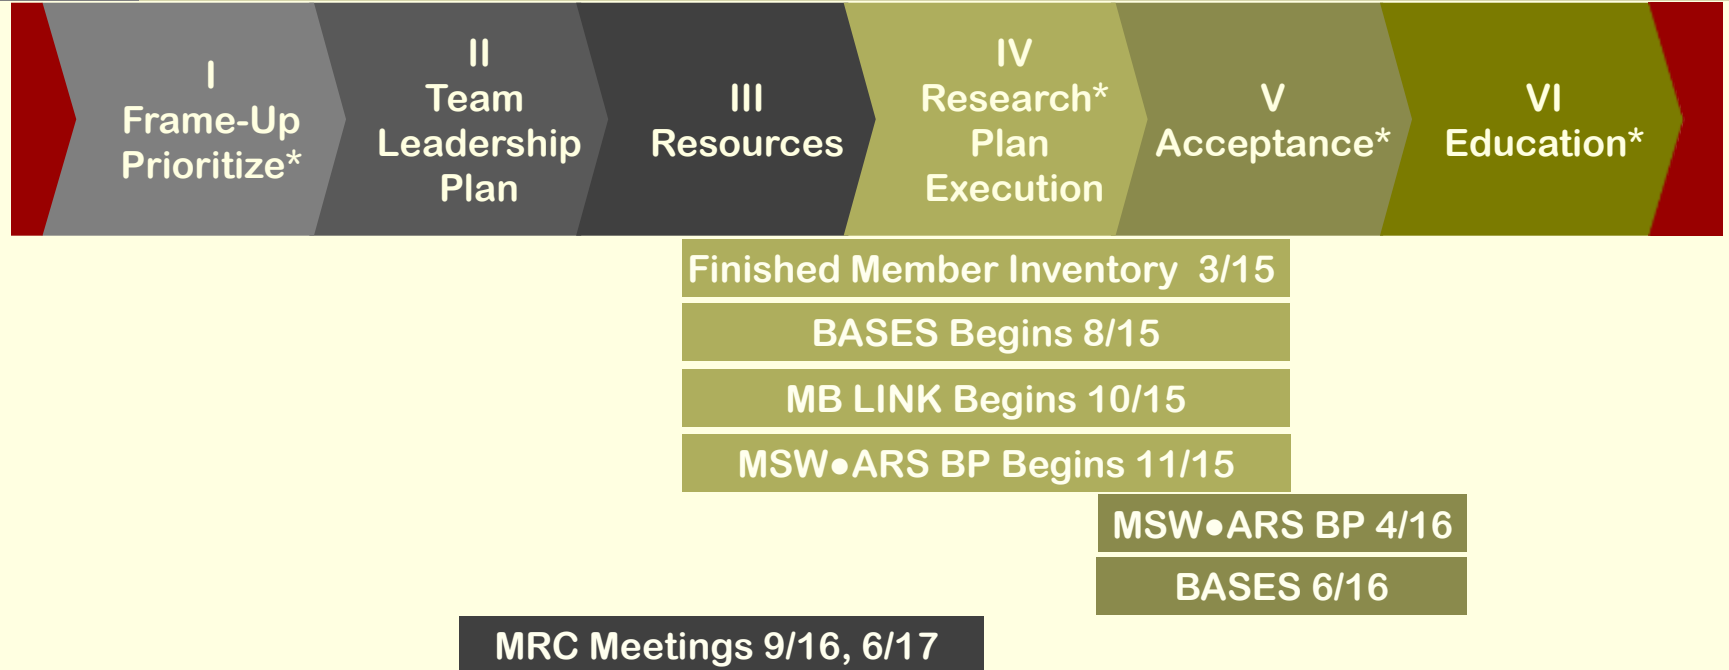 I
Frame-Up
Prioritize*
II
Team
Leadership
Plan
III
Resources
IV
Research*
Plan
Execution
V
Acceptance*
VI
Education*
Finished Member Inventory  3/15
BASES Begins 8/15
MB LINK Begins 10/15
MSW●ARS BP Begins 11/15
MSW●ARS BP 4/16
BASES 6/16
MRC Meetings 9/16, 6/17